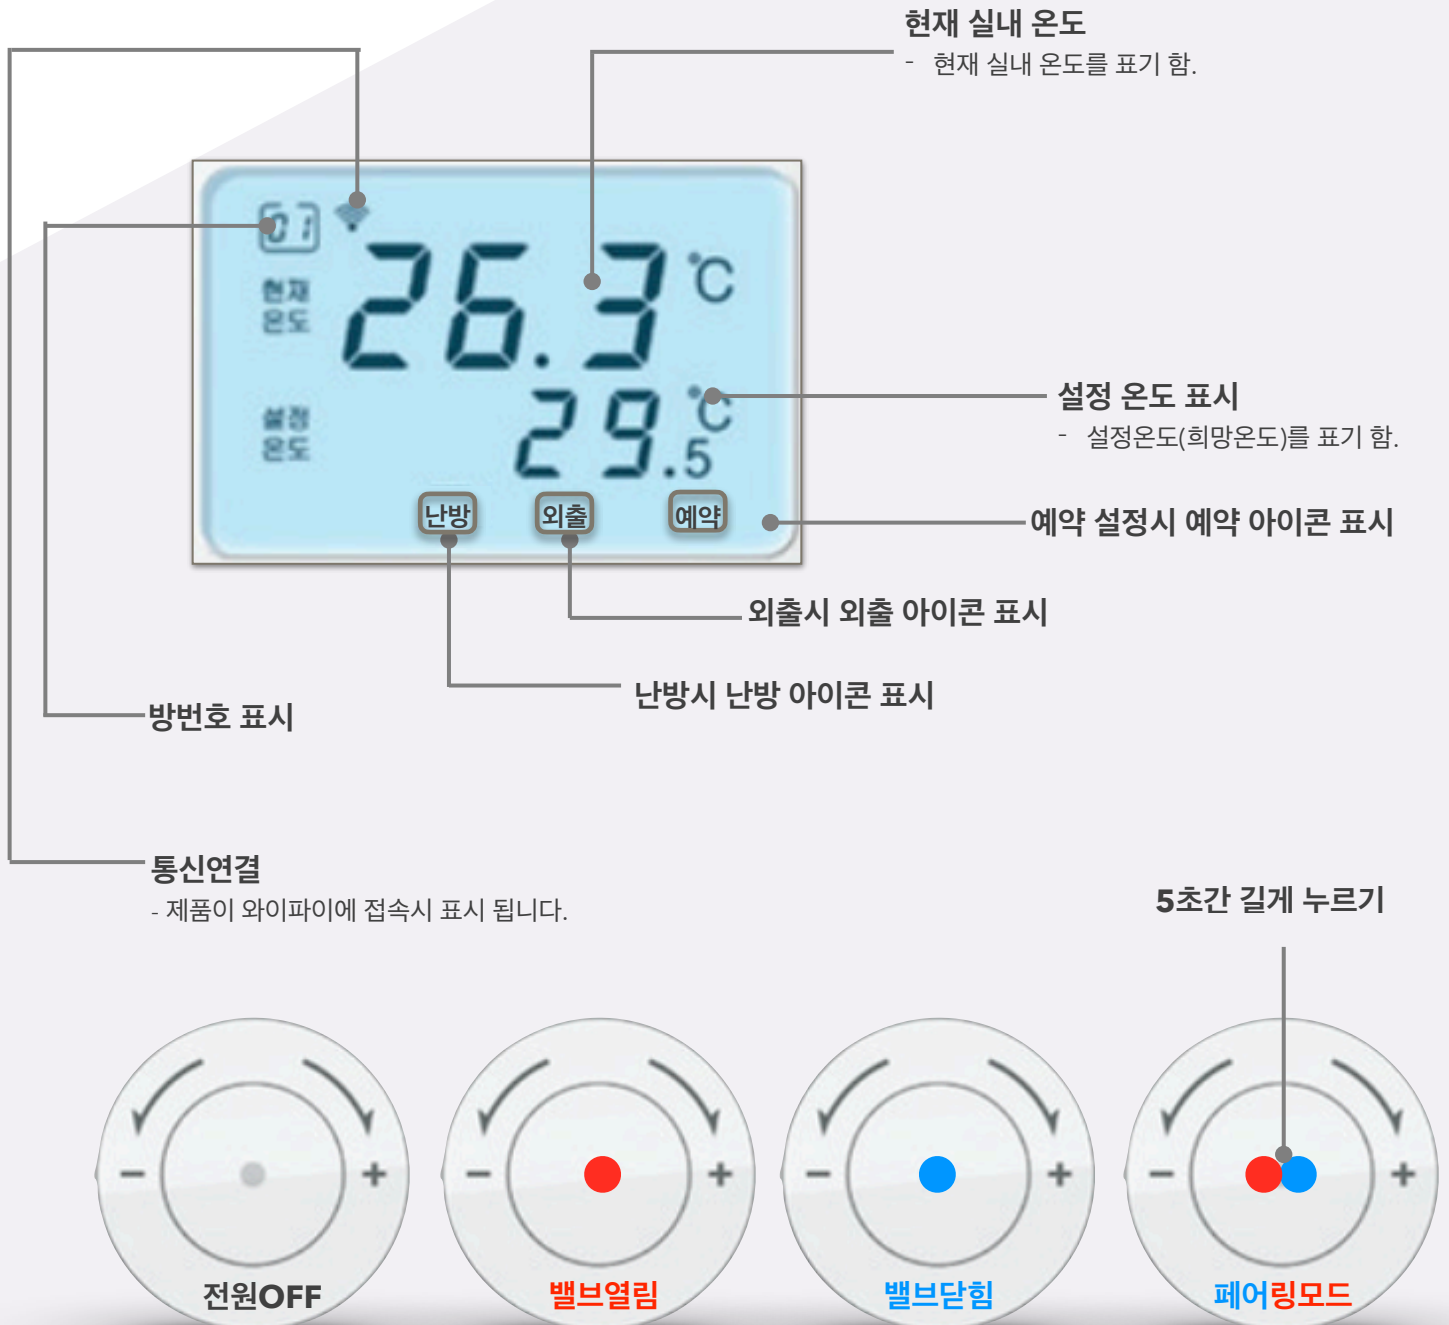 현재 실내 온도
- 현재 실내 온도를 표기 함.
01
현재
온도
26.3 °C
설정
온도
29.5 °C
난방 외출 예약
설정 온도 표시
- 설정온도(희망온도)를 표기 함.
예약 설정시 예약 아이콘 표시
외출시 외출 아이콘 표시
난방시 난방 아이콘 표시
방번호 표시
통신연결
- 제품이 와이파이에 접속시 표시 됩니다.
5초간 길게 누르기
- +
- +
- +
- +
전원OFF
밸브열림
밸브닫힘
페어링모드